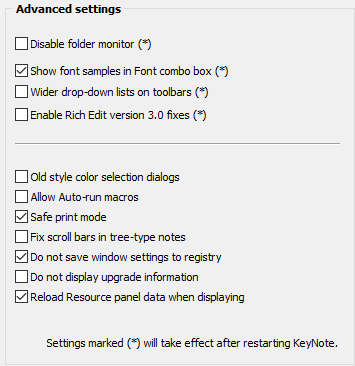 Advanced settings
Disable folder monitor (*)
Show font samples in Font combo box (*)
Wider drop-down lists on toolbars (*)
Enable Rich Edit version 3.0 fixes (*)
Old style color selection dialogs
Allow Auto-run macros
Safe print mode
Fix scroll bars in tree-type notes
Do not save window settings to registry
Do not display upgrade information
Reload Resource panel data when displaying
Settings marked (*) will take effect after restarting KeyNote.